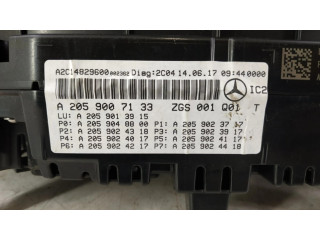 A2C14829600 002362 Diag:2C04 14.06.17 09:440000
IC2
A 205 900 71 33 ZGS 001 Q01 T
LU: A 205 901 39 15
P0: A 205 904 88 00 P1: A 205 902 37 17
P2: A 205 902 43 18 P3: A 205 902 39 17
P4: A 205 902 40 17 P5: A 205 902 41 17
P6: A 205 902 42 17 P7: A 205 902 44 18